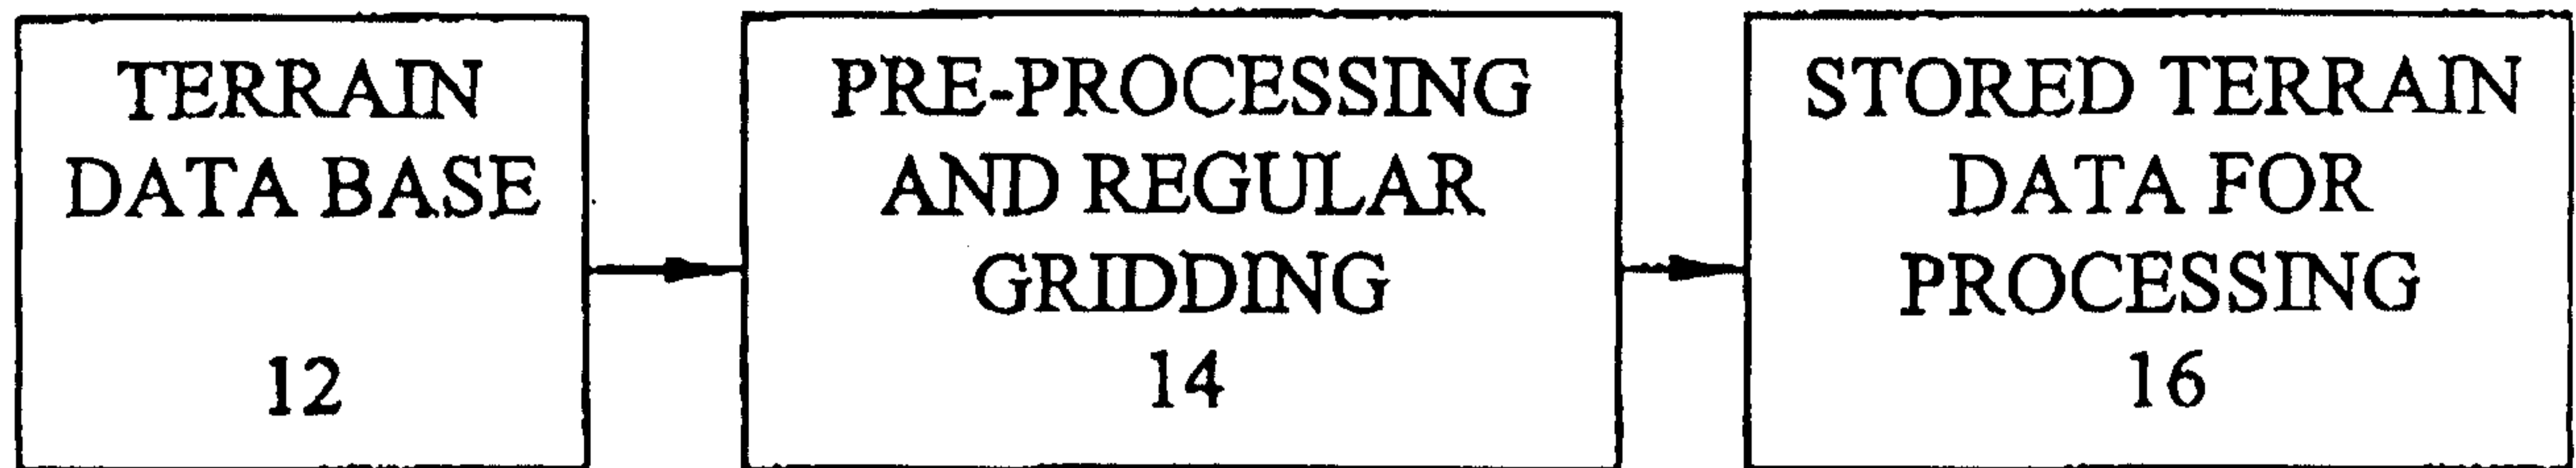 TERRAIN
DATA BASE
12
PRE-PROCESSING
AND REGULAR
GRIDDING
14
STORED TERRAIN
DATA FOR
PROCESSING
16